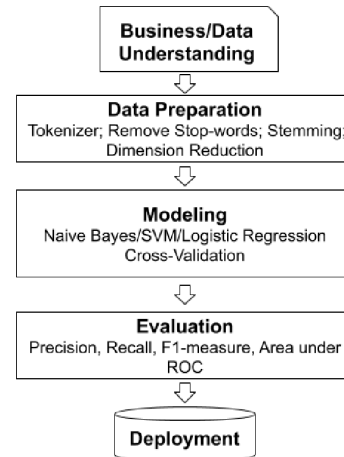 Business/Data
Understanding
Data Preparation
Tokenizer; Remove Stop-words; Stemming;
Dimension Reduction
Modeling
Naive Bayes/SVM/Logistic Regression
Cross-Validation
Evaluation
Precision, Recall, F1-measure, Area under
ROC
Deployment